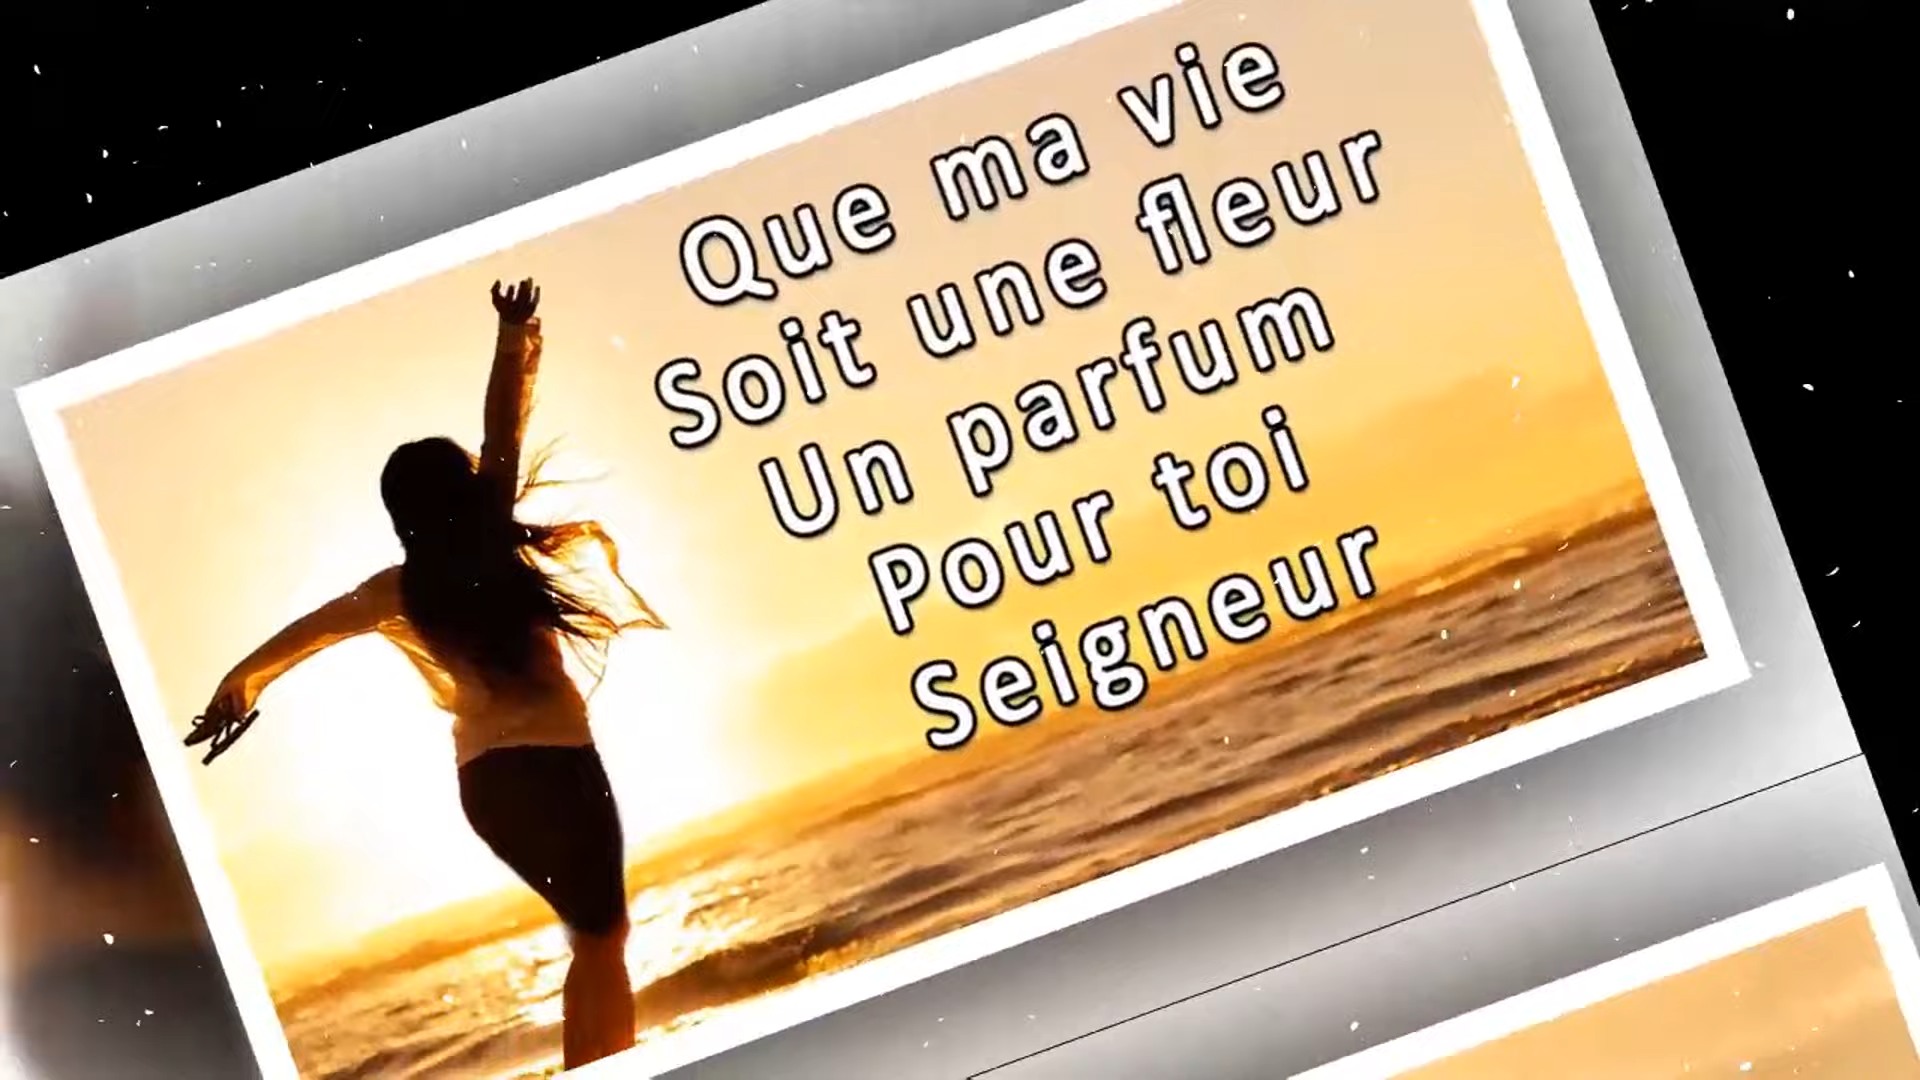 Que ma vie
Soit une fleur
Un parfum
Pour toi
Seigneur